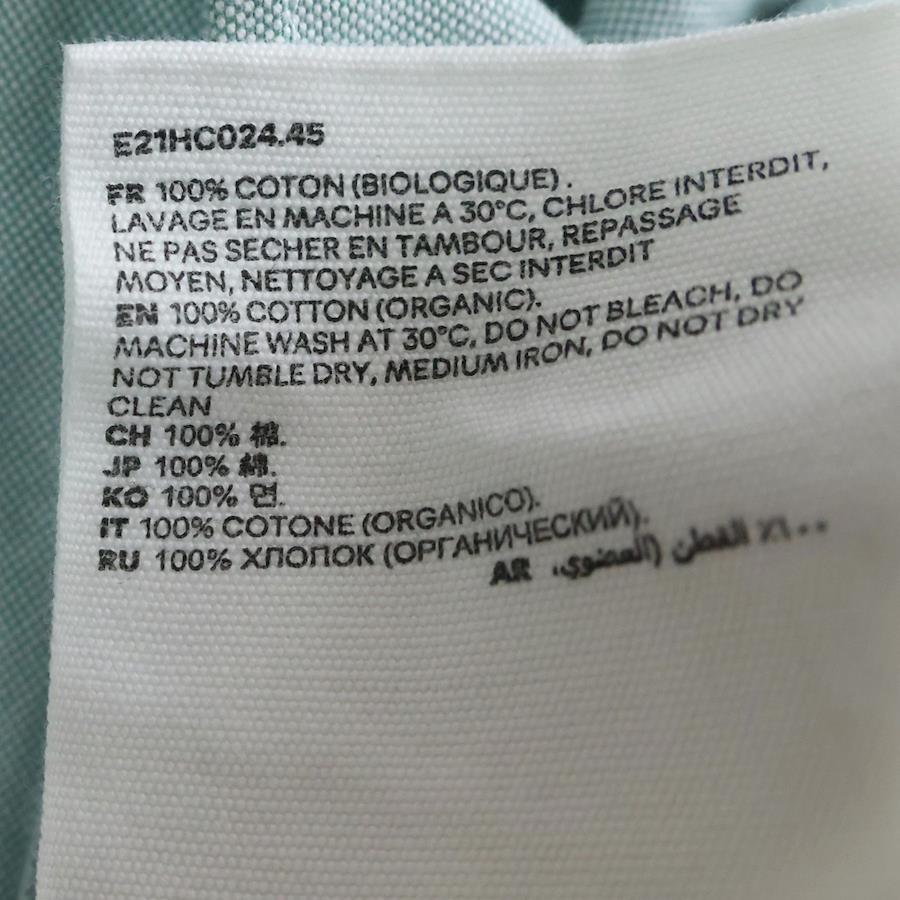 E21HC024.45
FR 100% COTON (BIOLOGIQUE).
LAVAGE EN MACHINE A 30°C, CHLORE INTERDIT,
NE PAS SECHER EN TAMBOUR, REPASSAGE
MOYEN, NETTOYAGE A SEC INTERDIT
EN 100% COTTON (ORGANIC).
MACHINE WASH AT 30°C, DO NOT BLEACH, DO
NOT TUMBLE DRY, MEDIUM IRON, DO NOT DRY
CLEAN
CH 100% 棉.
JP 100% 綿.
KO 100% 면.
IT 100% COTONE (ORGANICO).
RU 100% ХЛОПОК (ОРГАНИЧЕСКИЙ).
١٠٠٪ القطن (العضوي. AR